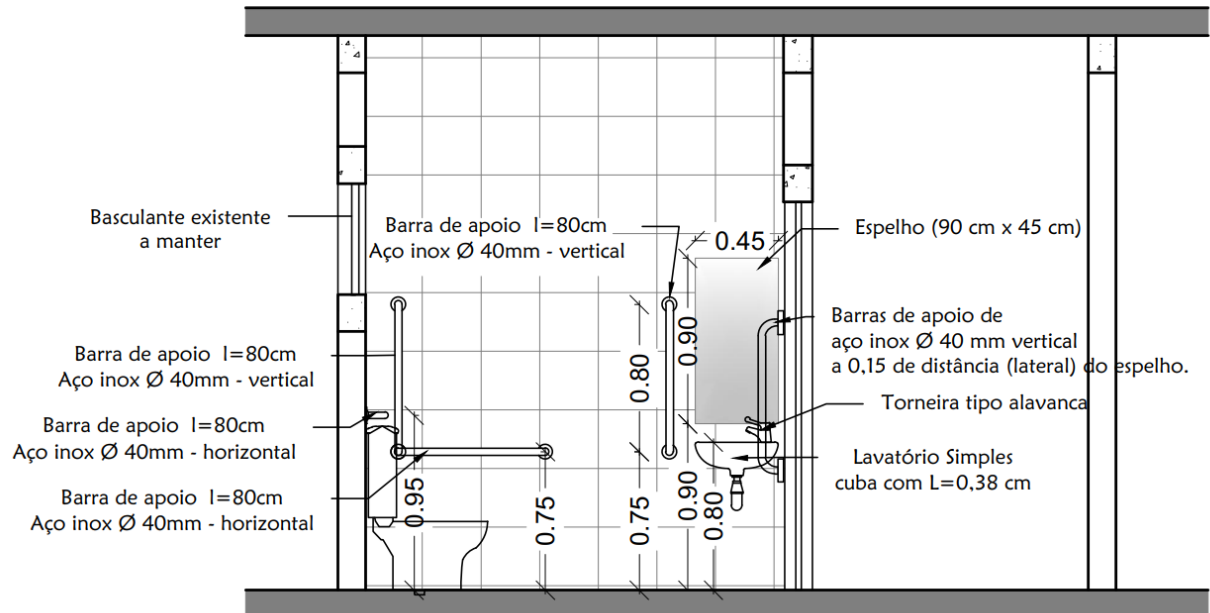 Basculante existente
a manter
Barra de apoio l=80cm
Aço inox Ø 40mm - vertical
0.45
Espelho (90 cm x 45 cm)
Barra de apoio l=80cm
Aço inox Ø 40mm - vertical
0.80
0.90
Barras de apoio de
aço inox Ø 40 mm vertical
a 0,15 de distância (lateral) do espelho.
Barra de apoio l=80cm
Aço inox Ø 40mm - horizontal
Torneira tipo alavanca
Barra de apoio l=80cm
Aço inox Ø 40mm - horizontal
Lavatório Simples
cuba com L=0,38 cm
0.95
0.75
0.75
0.90
0.80